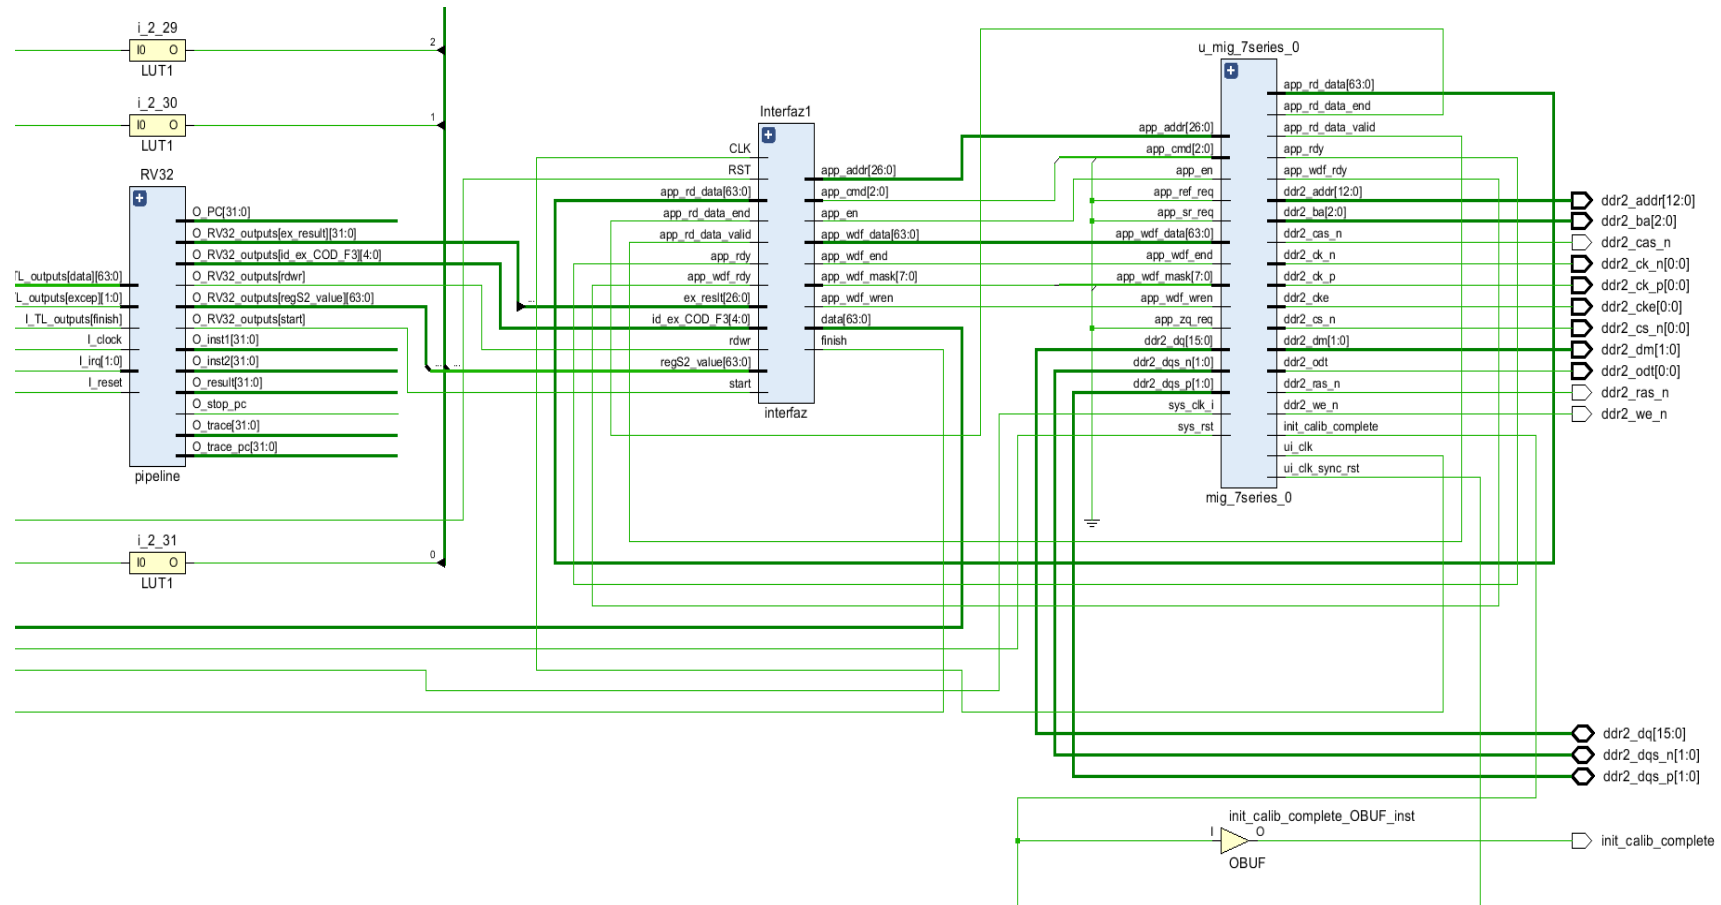 i_2_29
I0 O
LUT1
2
i_2_30
I0 O
LUT1
1
RV32
O_PC[31:0]
O_RV32_outputs[ex_result][31:0]
O_RV32_outputs[id_ex_COD_F3][4:0]
O_RV32_outputs[rdwr]
O_RV32_outputs[regS2_value][63:0]
O_RV32_outputs[start]
O_inst1[31:0]
O_inst2[31:0]
O_result[31:0]
O_stop_pc
O_trace[31:0]
O_trace_pc[31:0]
TL_outputs[data][63:0]
L_outputs[excep][1:0]
I_TL_outputs[finish]
I_clock
I_irq[1:0]
I_reset
pipeline
i_2_31
I0 O
LUT1
0
...
... ...
Interfaz1
CLK
RST
app_rd_data[63:0]
app_rd_data_end
app_rd_data_valid
app_rdy
app_wdf_rdy
ex_reslt[26:0]
id_ex_COD_F3[4:0]
rdwr
regS2_value[63:0]
start
app_addr[26:0]
app_cmd[2:0]
app_en
app_wdf_data[63:0]
app_wdf_end
app_wdf_mask[7:0]
app_wdf_wren
data[63:0]
finish
interfaz
u_mig_7series_0
app_addr[26:0]
app_cmd[2:0]
app_en
app_ref_req
app_sr_req
app_wdf_data[63:0]
app_wdf_end
app_wdf_mask[7:0]
app_wdf_wren
app_zq_req
ddr2_dq[15:0]
ddr2_dqs_n[1:0]
ddr2_dqs_p[1:0]
sys_clk_i
sys_rst
app_rd_data[63:0]
app_rd_data_end
app_rd_data_valid
app_rdy
app_wdf_rdy
ddr2_addr[12:0]
ddr2_ba[2:0]
ddr2_cas_n
ddr2_ck_n
ddr2_ck_p
ddr2_cke
ddr2_cs_n
ddr2_dm[1:0]
ddr2_odt
ddr2_ras_n
ddr2_we_n
init_calib_complete
ui_clk
ui_clk_sync_rst
mig_7series_0
ddr2_addr[12:0]
ddr2_ba[2:0]
ddr2_cas_n
ddr2_ck_n[0:0]
ddr2_ck_p[0:0]
ddr2_cke[0:0]
ddr2_cs_n[0:0]
ddr2_dm[1:0]
ddr2_odt[0:0]
ddr2_ras_n
ddr2_we_n
ddr2_dq[15:0]
ddr2_dqs_n[1:0]
ddr2_dqs_p[1:0]
init_calib_complete_OBUF_inst
I O
OBUF
init_calib_complete